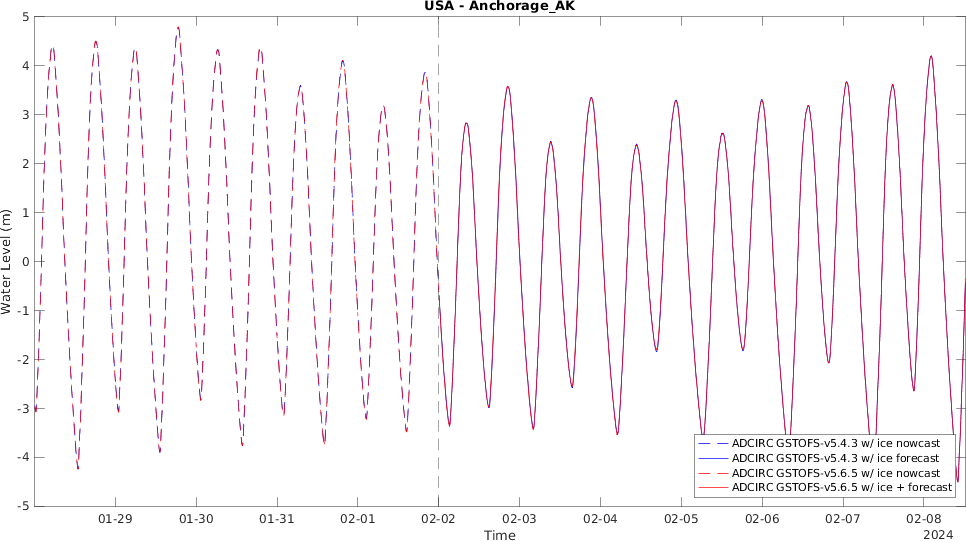 USA - Anchorage_AK
5
4
3
2
1
0
-1
-2
-3
-4
-5
Water Level (m)
ADCIRC GSTOFS-v5.4.3 w/ ice nowcast
ADCIRC GSTOFS-v5.4.3 w/ ice forecast
ADCIRC GSTOFS-v5.6.5 w/ ice nowcast
ADCIRC GSTOFS-v5.6.5 w/ ice + forecast
01-29 01-30 01-31 02-01 02-02 02-03 02-04 02-05 02-06 02-07 02-08
Time
2024